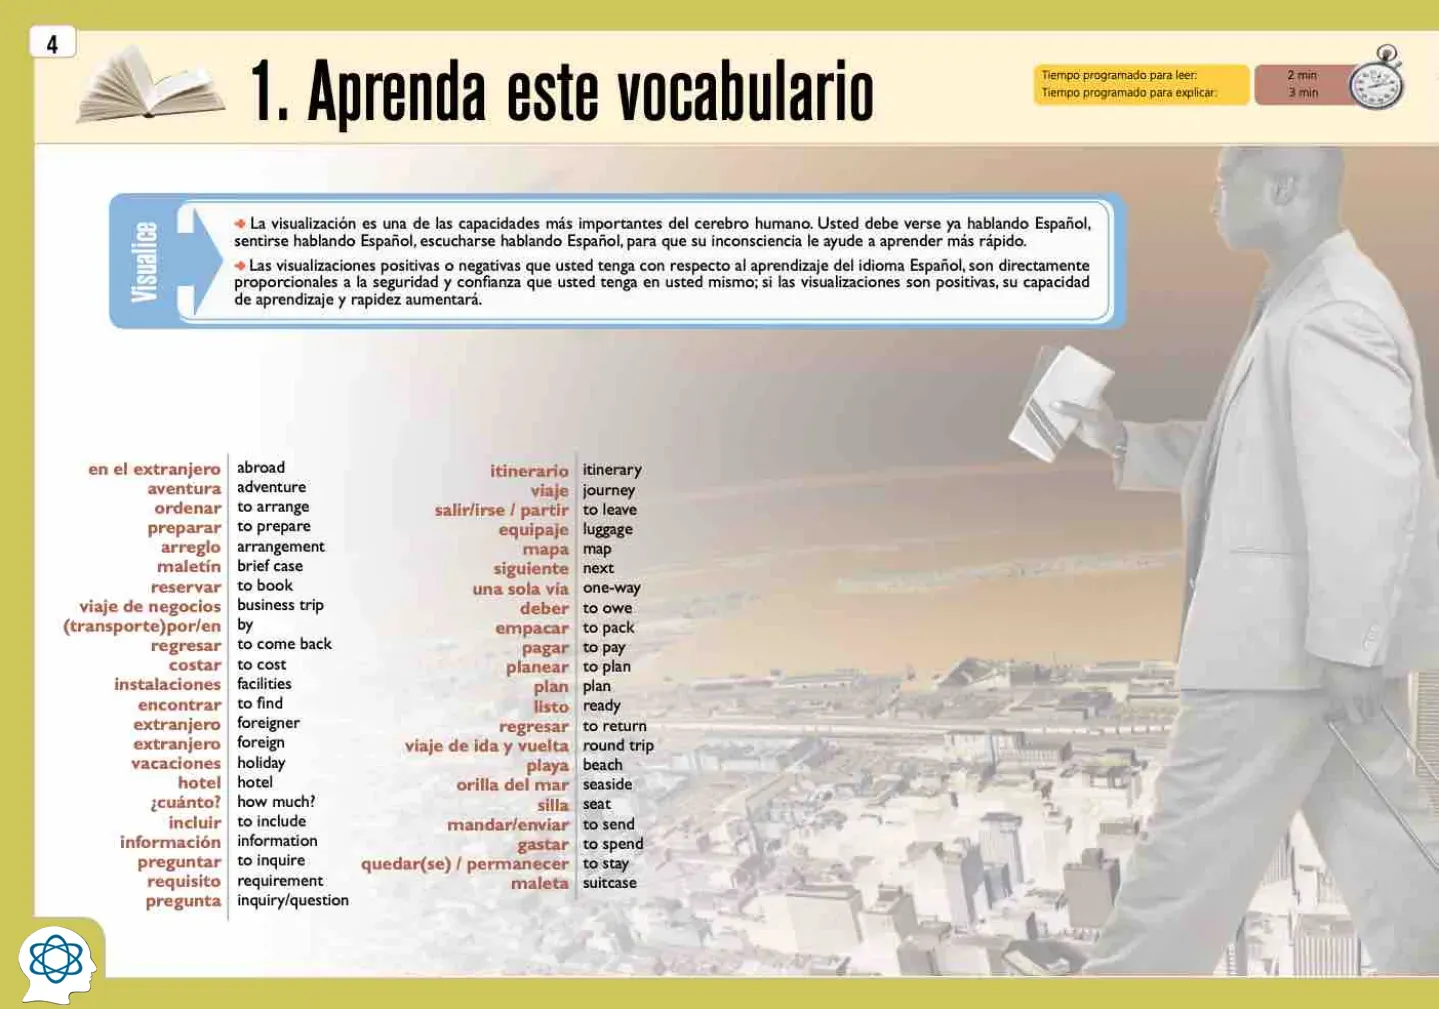 4
1. Aprenda este vocabulario
Tiempo programado para leer: 2 min
Tiempo programado para explicar: 3 min
Visualice
La visualización es una de las capacidades más importantes del cerebro humano. Usted debe verse ya hablando Español,
sentirse hablando Español, escucharse hablando Español, para que su inconsciencia le ayude a aprender más rápido.
Las visualizaciones positivas o negativas que usted tenga con respecto al aprendizaje del idioma Español, son directamente
proporcionales a la seguridad y confianza que usted tenga en usted mismo; si las visualizaciones son positivas, su capacidad
de aprendizaje y rapidez aumentará.
en el extranjero abroad
aventura adventure
ordenar to arrange
preparar to prepare
arreglo arrangement
maletín brief case
reservar to book
viaje de negocios business trip
(transporte)por/en by
regresar to come back
costar to cost
instalaciones facilities
encontrar to find
extranjero foreigner
extranjero foreign
vacaciones holiday
hotel hotel
¿cuánto? how much?
incluir to include
información information
preguntar to inquire
requisito requirement
pregunta inquiry/question
itinerario itinerary
viaje journey
salir/irse / partir to leave
equipaje luggage
mapa map
siguiente next
una sola vía one-way
deber to owe
empacar to pack
pagar to pay
planear to plan
plan plan
listo ready
regresar to return
viaje de ida y vuelta round trip
playa beach
orilla del mar seaside
silla seat
mandar/enviar to send
gastar to spend
quedar(se) / permanecer to stay
maleta suitcase